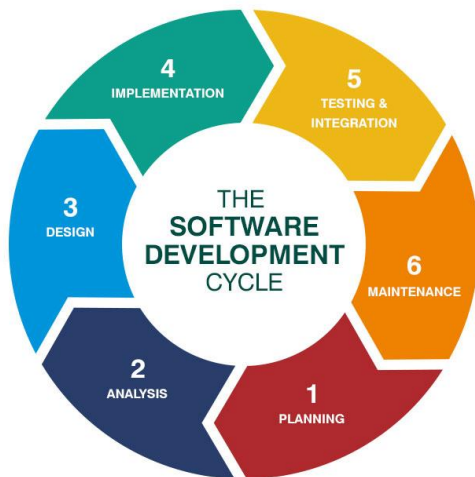 THE
SOFTWARE
DEVELOPMENT
CYCLE
1
PLANNING
2
ANALYSIS
3
DESIGN
4
IMPLEMENTATION
5
TESTING &
INTEGRATION
6
MAINTENANCE